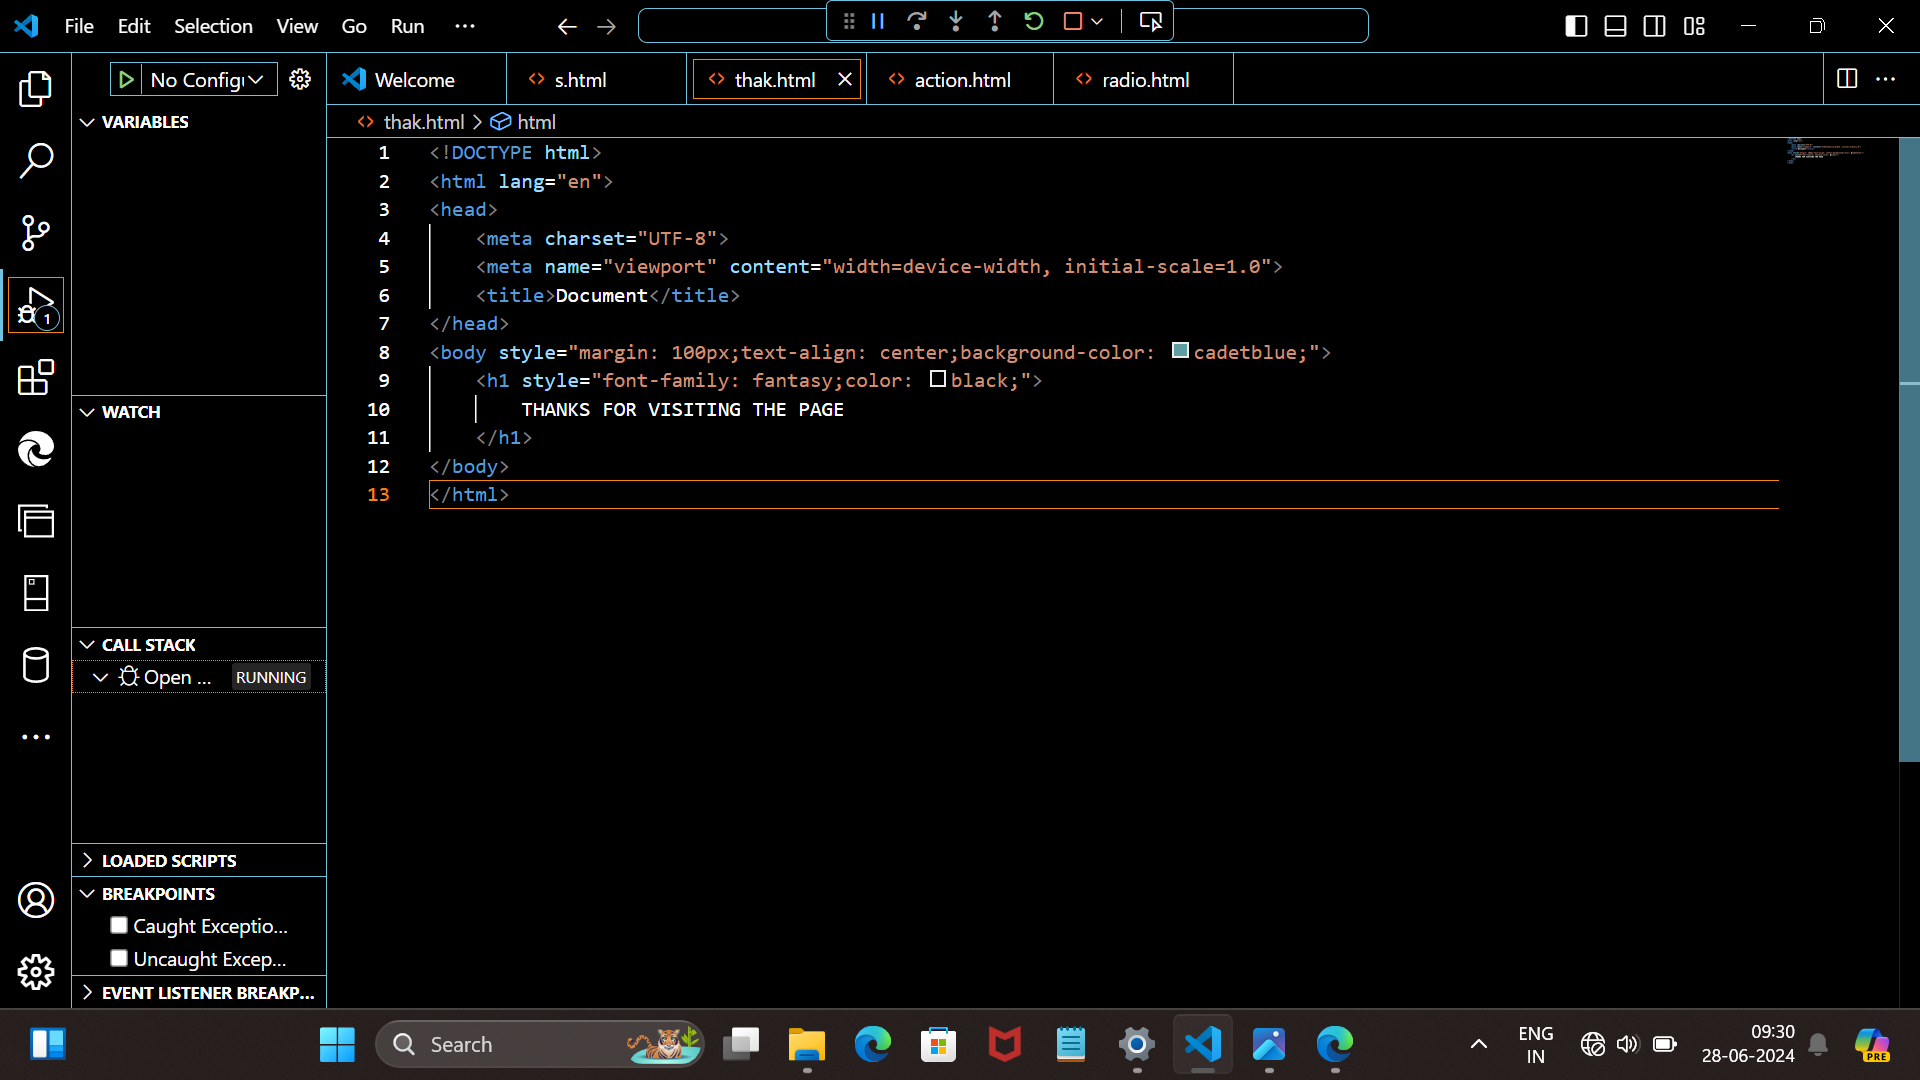 File Edit Selection View Go Run ···
No Config
Welcome
s.html
thak.html
action.html
radio.html
thak.html > html
VARIABLES
WATCH
CALL STACK
Open ... RUNNING
LOADED SCRIPTS
BREAKPOINTS
Caught Exceptio...
Uncaught Excep...
EVENT LISTENER BREAKP...
1
1 <!DOCTYPE html>
2 <html lang="en">
3 <head>
4 <meta charset="UTF-8">
5 <meta name="viewport" content="width=device-width, initial-scale=1.0">
6 <title>Document</title>
7 </head>
8 <body style="margin: 100px;text-align: center;background-color: cadetblue;">
9 <h1 style="font-family: fantasy;color: black;">
10 THANKS FOR VISITING THE PAGE
11 </h1>
12 </body>
13 </html>
Search
PRE
ENG
IN
09:30
28-06-2024